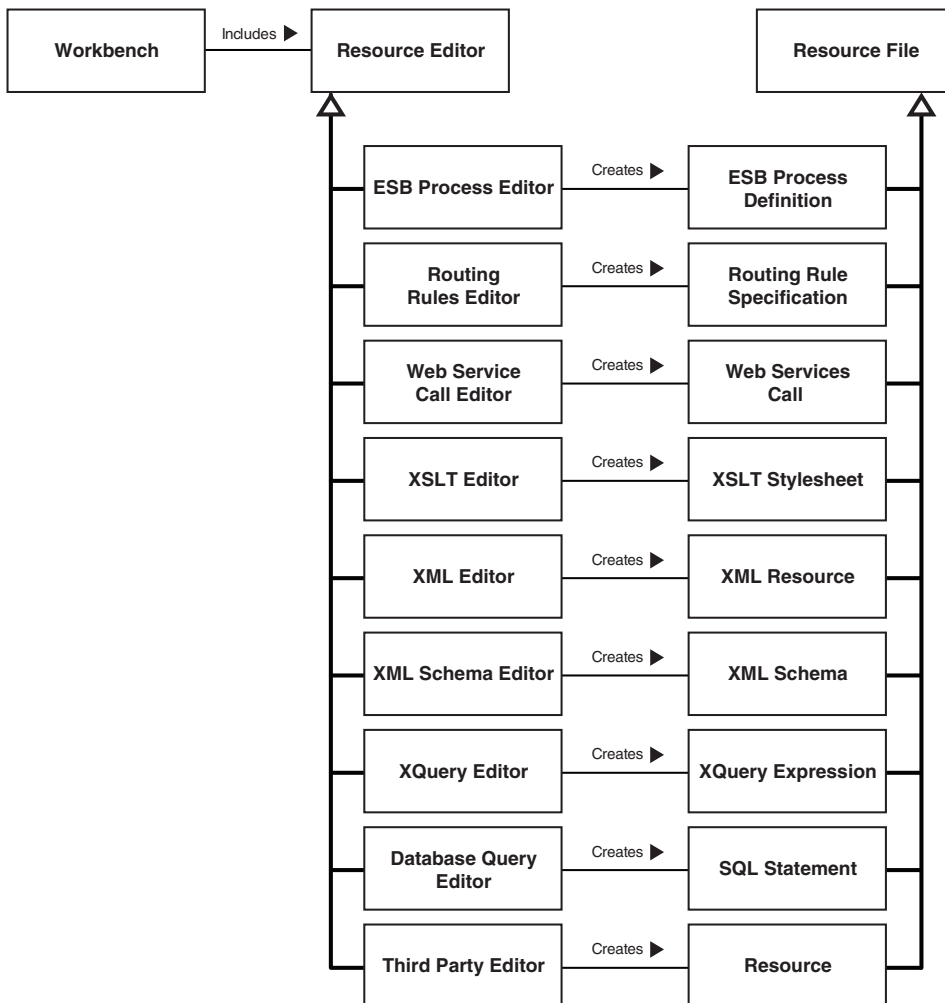 Workbench
Includes ▶
Resource Editor
Resource File
ESB Process Editor
Creates ▶
ESB Process
Definition
Routing
Rules Editor
Creates ▶
Routing Rule
Specification
Web Service
Call Editor
Creates ▶
Web Services
Call
XSLT Editor
Creates ▶
XSLT Stylesheet
XML Editor
Creates ▶
XML Resource
XML Schema Editor
Creates ▶
XML Schema
XQuery Editor
Creates ▶
XQuery Expression
Database Query
Editor
Creates ▶
SQL Statement
Third Party Editor
Creates ▶
Resource